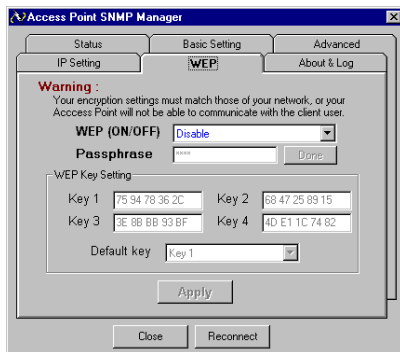 Access Point SNMP Manager
Status Basic Setting Advanced
IP Setting WEP About & Log
Warning :
Your encryption settings must match those of your network, or your
Acccess Point will not be able to communicate with the client user.
WEP (ON/OFF) Disable
Passphrase **** Done
WEP Key Setting
Key 1 75 94 78 36 2C Key 2 68 47 25 89 15
Key 3 3E 8B BB 93 BF Key 4 4D E1 1C 74 82
Default key Key 1
Apply
Close Reconnect